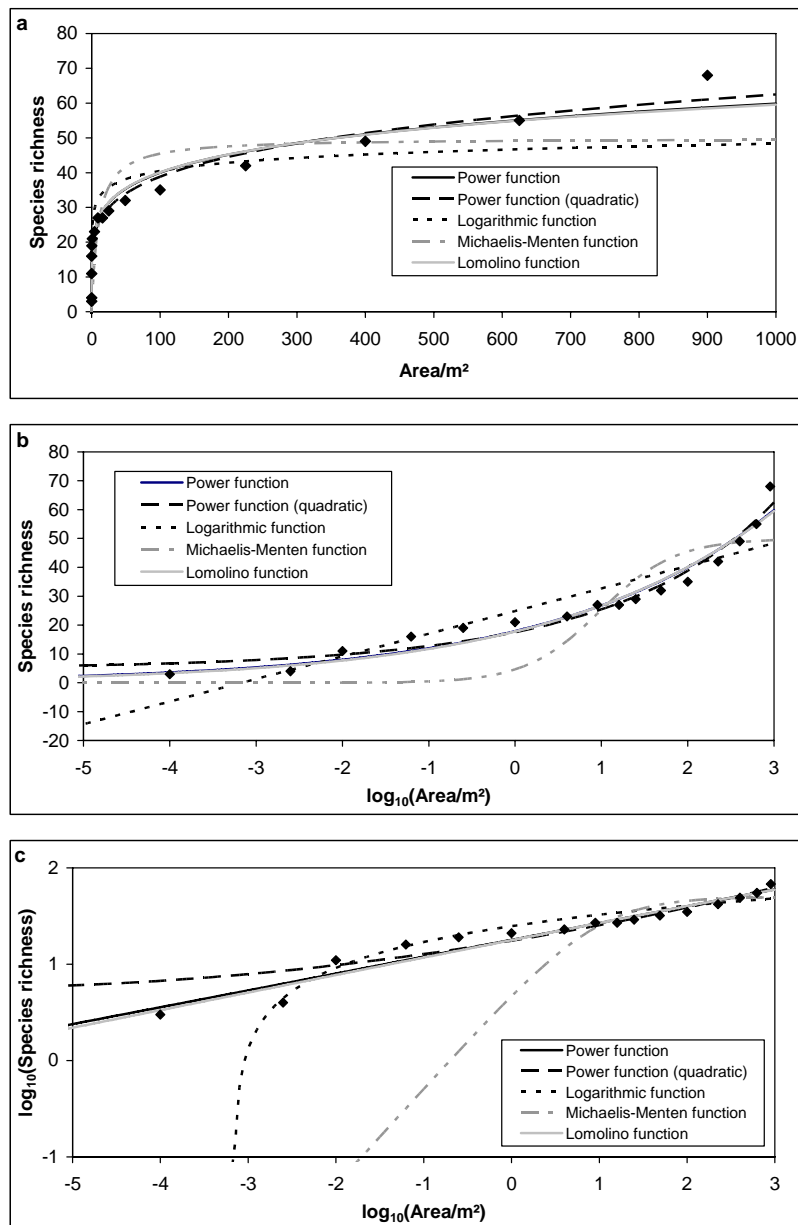 a
80
70
60
50
40
30
20
10
0
Species richness
Power function
Power function (quadratic)
Logarithmic function
Michaelis-Menten function
Lomolino function
0 100 200 300 400 500 600 700 800 900 1000
Area/m²
b
80
70
60
50
40
30
20
10
0
-10
-20
Species richness
Power function
Power function (quadratic)
Logarithmic function
Michaelis-Menten function
Lomolino function
-5 -4 -3 -2 -1 0 1 2 3
log₁₀(Area/m²)
c
2
1
0
-1
log₁₀(Species richness)
Power function
Power function (quadratic)
Logarithmic function
Michaelis-Menten function
Lomolino function
-5 -4 -3 -2 -1 0 1 2 3
log₁₀(Area/m²)